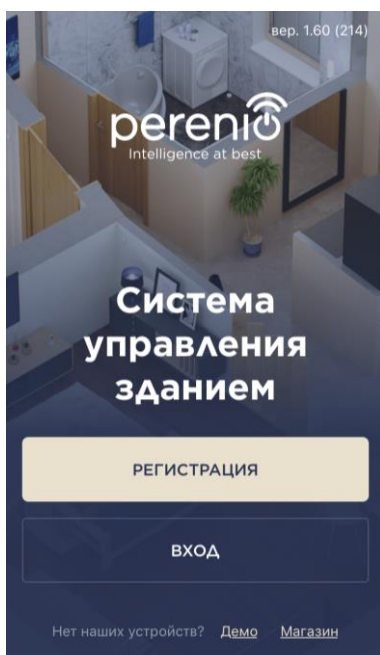 вер. 1.60 (214)
perenio
Intelligence at best
Система
управления
зданием
РЕГИСТРАЦИЯ
ВХОД
Нет наших устройств? Демо Магазин